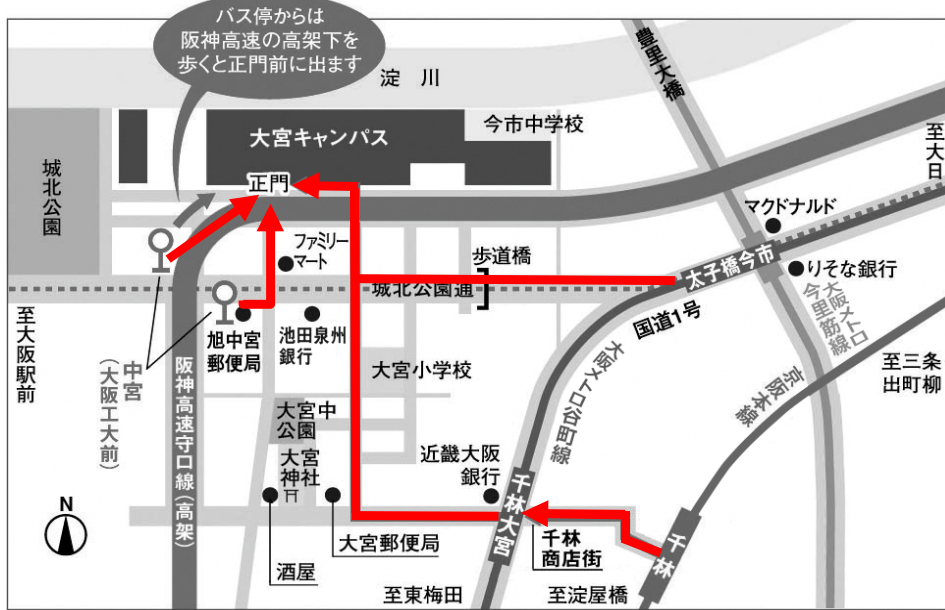 バス停からは
阪神高速の高架下を
歩くと正門前に出ます
淀川
豊里大橋
大宮キャンパス
今市中学校
至大日
城北公園
正門
マクドナルド
ファミリー
マート
歩道橋
太子橋今市
りそな銀行
城北公園通
国道1号
大阪メトロ
今里筋線
至大阪駅前
旭中宮
郵便局
池田泉州
銀行
中宮
(大阪工大前)
阪神高速守口線(高架)
大宮小学校
大阪メトロ谷町線
京阪本線
至三条
出町柳
大宮中
公園
大宮
神社
近畿大阪
銀行
千林大宮
N
大宮郵便局
千林
商店街
千林
酒屋
至東梅田
至淀屋橋